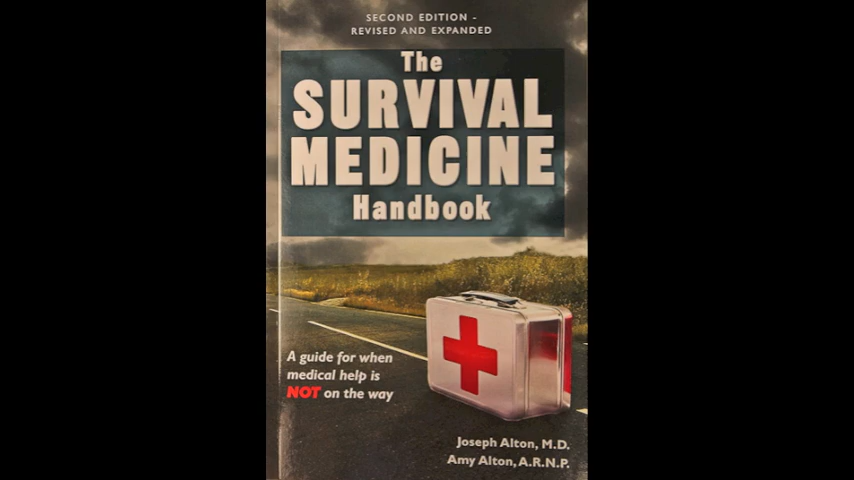 SECOND EDITION -
REVISED AND EXPANDED
The
SURVIVAL
MEDICINE
Handbook
A guide for when
medical help is
NOT on the way
Joseph Alton, M.D.
Amy Alton, A.R.N.P.